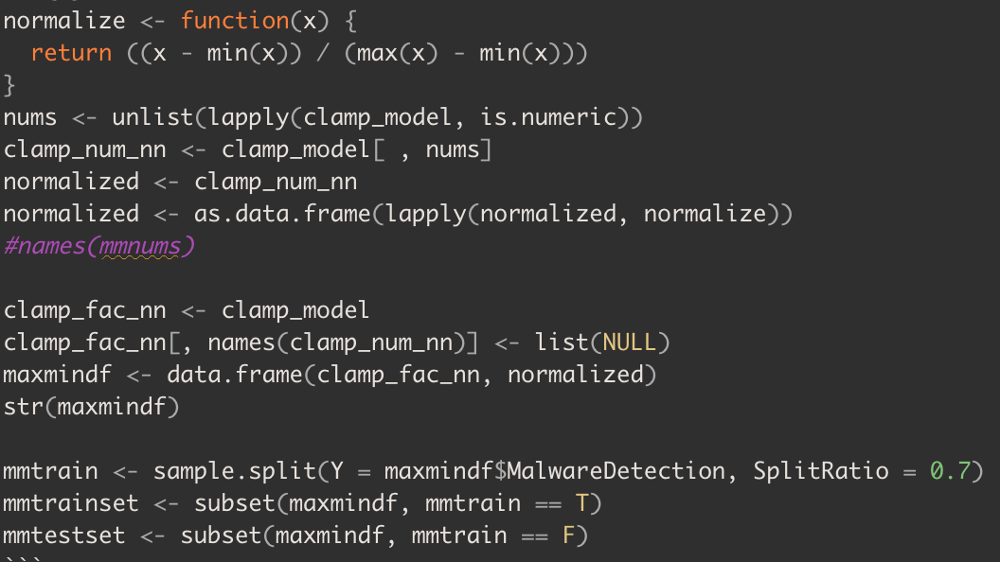 normalize <- function(x) {
  return ((x - min(x)) / (max(x) - min(x)))
}
nums <- unlist(lapply(clamp_model, is.numeric))
clamp_num_nn <- clamp_model[ , nums]
normalized <- clamp_num_nn
normalized <- as.data.frame(lapply(normalized, normalize))
#names(mmnums)
clamp_fac_nn <- clamp_model
clamp_fac_nn[, names(clamp_num_nn)] <- list(NULL)
maxmindf <- data.frame(clamp_fac_nn, normalized)
str(maxmindf)
mmtrain <- sample.split(Y = maxmindf$MalwareDetection, SplitRatio = 0.7)
mmtrainset <- subset(maxmindf, mmtrain == T)
mmtestset <- subset(maxmindf, mmtrain == F)
```